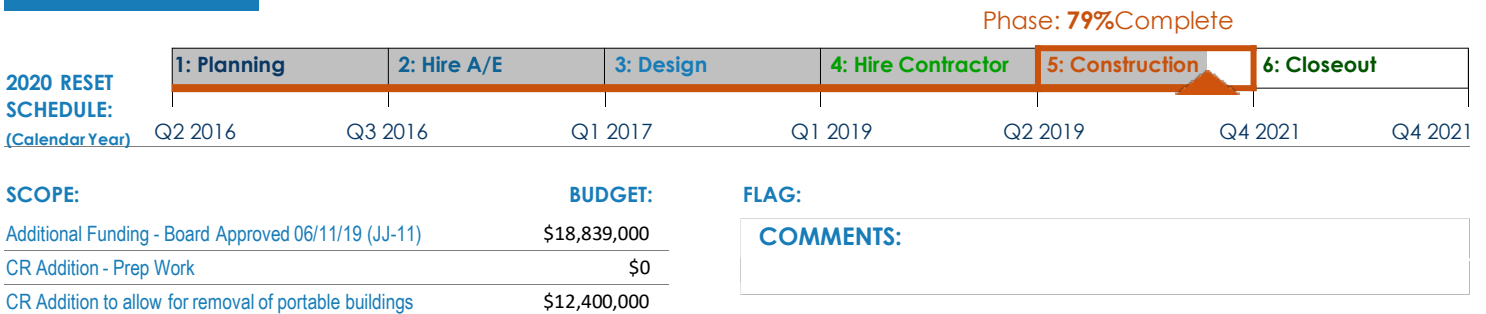 Phase: 79%Complete
1: Planning 2: Hire A/E 3: Design 4: Hire Contractor 5: Construction 6: Closeout
2020 RESET
SCHEDULE:
(Calendar Year)
Q2 2016 Q3 2016 Q1 2017 Q1 2019 Q2 2019 Q4 2021 Q4 2021
SCOPE: BUDGET: FLAG:
Additional Funding - Board Approved 06/11/19 (JJ-11) $18,839,000
COMMENTS:
CR Addition - Prep Work $0
CR Addition to allow for removal of portable buildings $12,400,000